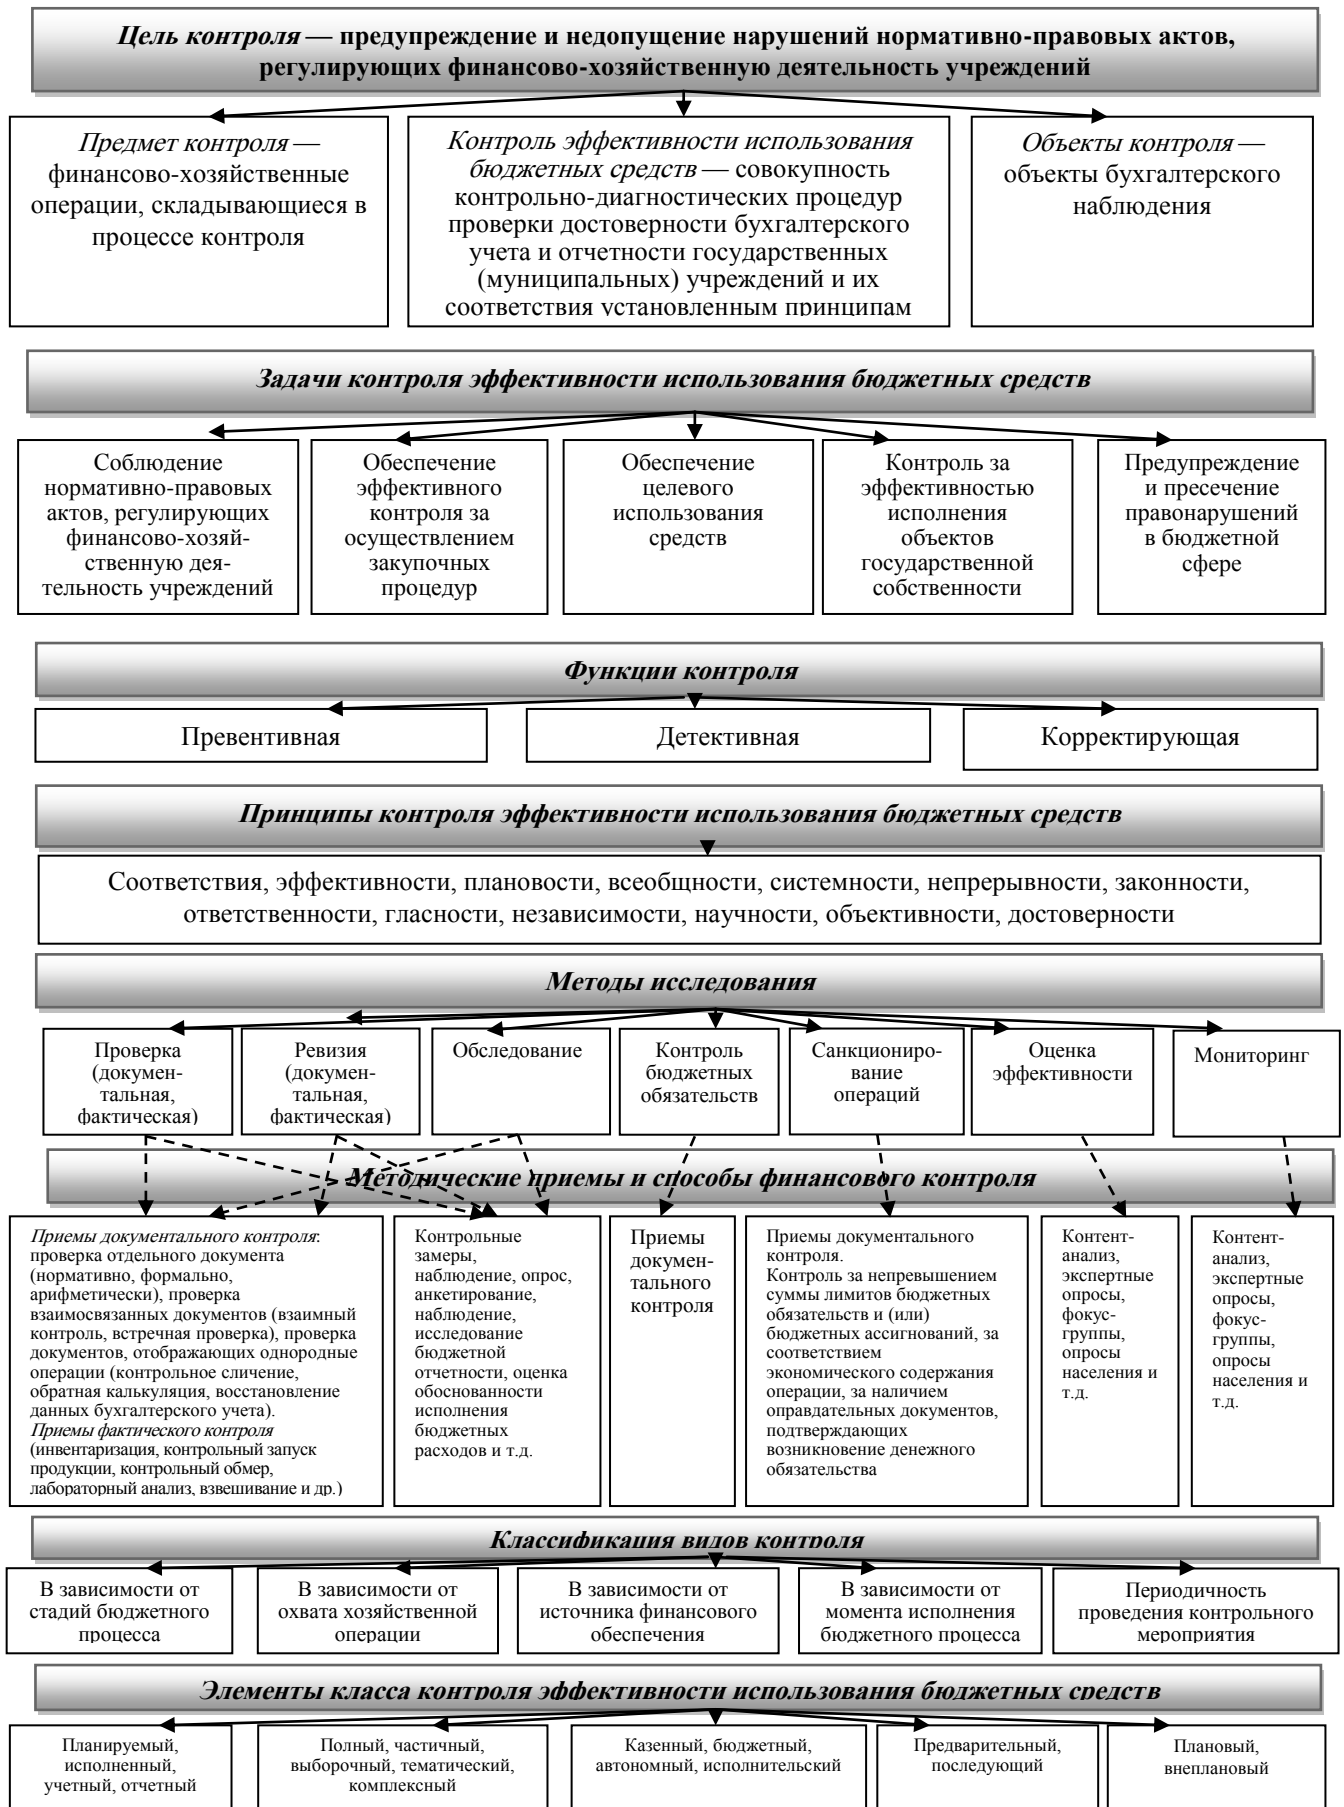 Цель контроля — предупреждение и недопущение нарушений нормативно-правовых актов,
регулирующих финансово-хозяйственную деятельность учреждений
Предмет контроля —
финансово-хозяйственные
операции, складывающиеся в
процессе контроля
Контроль эффективности использования
бюджетных средств — совокупность
контрольно-диагностических процедур
проверки достоверности бухгалтерского
учета и отчетности государственных
(муниципальных) учреждений и их
соответствия установленным принципам
Объекты контроля —
объекты бухгалтерского
наблюдения
Задачи контроля эффективности использования бюджетных средств
Соблюдение
нормативно-правовых
актов, регулирующих
финансово-хозяй-
ственную дея-
тельность учреждений
Обеспечение
эффективного
контроля за
осуществлением
закупочных
процедур
Обеспечение
целевого
использования
средств
Контроль за
эффективностью
исполнения
объектов
государственной
собственности
Предупреждение
и пресечение
правонарушений
в бюджетной
сфере
Функции контроля
Превентивная
Детективная
Корректирующая
Принципы контроля эффективности использования бюджетных средств
Соответствия, эффективности, плановости, всеобщности, системности, непрерывности, законности,
ответственности, гласности, независимости, научности, объективности, достоверности
Методы исследования
Проверка
(докумен-
тальная,
фактическая)
Ревизия
(докумен-
тальная,
фактическая)
Обследование
Контроль
бюджетных
обязательств
Санкциониро-
вание
операций
Оценка
эффективности
Мониторинг
Методические приемы и способы финансового контроля
Приемы документального контроля:
проверка отдельного документа
(нормативно, формально,
арифметически), проверка
взаимосвязанных документов (взаимный
контроль, встречная проверка), проверка
документов, отображающих однородные
операции (контрольное сличение,
обратная калькуляция, восстановление
данных бухгалтерского учета).
Приемы фактического контроля
(инвентаризация, контрольный запуск
продукции, контрольный обмер,
лабораторный анализ, взвешивание и др.)
Контрольные
замеры,
наблюдение, опрос,
анкетирование,
наблюдение,
исследование
бюджетной
отчетности, оценка
обоснованности
исполнения
бюджетных
расходов и т.д.
Приемы
докумен-
тального
контроля
Приемы документального
контроля.
Контроль за непревышением
суммы лимитов бюджетных
обязательств и (или)
бюджетных ассигнований, за
соответствием
экономического содержания
операции, за наличием
оправдательных документов,
подтверждающих
возникновение денежного
обязательства
Контент-
анализ,
экспертные
опросы,
фокус-
группы,
опросы
населения и
т.д.
Контент-
анализ,
экспертные
опросы,
фокус-
группы,
опросы
населения и
т.д.
Классификация видов контроля
В зависимости от
стадий бюджетного
процесса
В зависимости от
охвата хозяйственной
операции
В зависимости от
источника финансового
обеспечения
В зависимости от
момента исполнения
бюджетного процесса
Периодичность
проведения контрольного
мероприятия
Элементы класса контроля эффективности использования бюджетных средств
Планируемый,
исполненный,
учетный, отчетный
Полный, частичный,
выборочный, тематический,
комплексный
Казенный, бюджетный,
автономный, исполнительский
Предварительный,
последующий
Плановый,
внеплановый